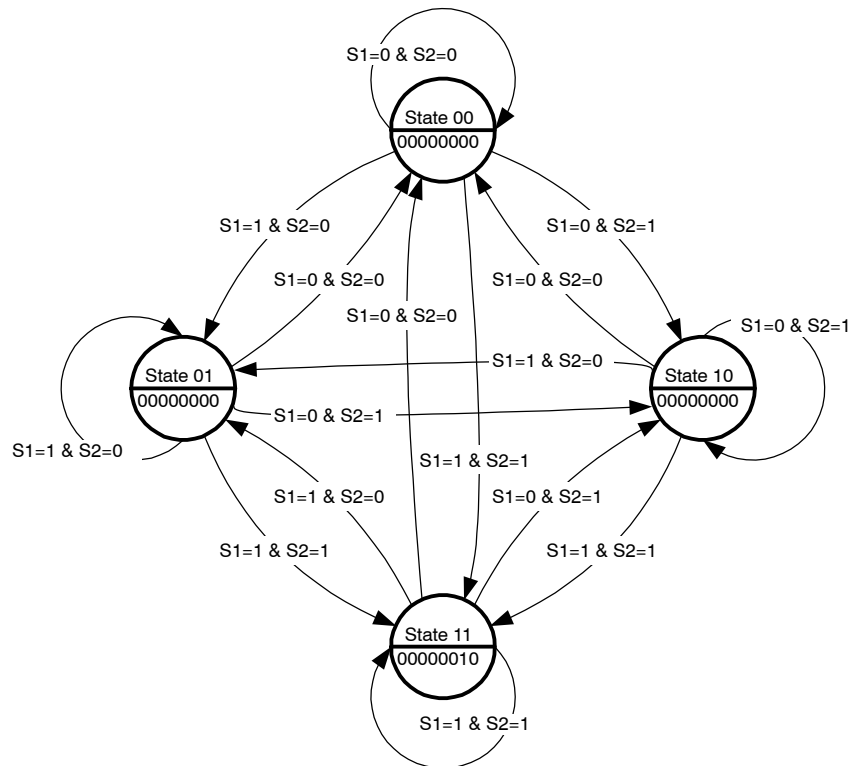 S1=0 & S2=0
State 00
00000000
S1=1 & S2=0
S1=0 & S2=1
S1=0 & S2=0
S1=0 & S2=0
S1=0 & S2=0
S1=0 & S2=1
S1=1 & S2=0
State 01
00000000
State 10
00000000
S1=0 & S2=1
S1=1 & S2=0
S1=1 & S2=1
S1=1 & S2=0
S1=0 & S2=1
S1=1 & S2=1
S1=1 & S2=1
State 11
00000010
S1=1 & S2=1